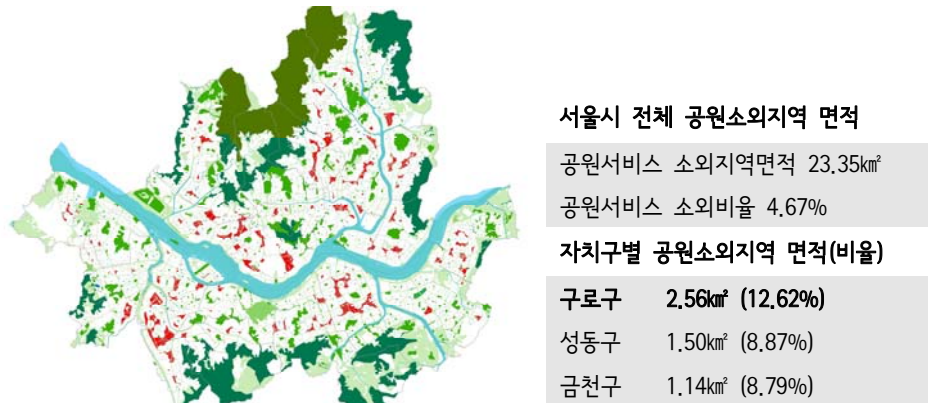 서울시 전체 공원소외지역 면적
공원서비스 소외지역면적 23.35㎢
공원서비스 소외비율 4.67%
자치구별 공원소외지역 면적(비율)
구로구 2.56㎢ (12.62%)
성동구 1.50㎢ (8.87%)
금천구 1.14㎢ (8.79%)